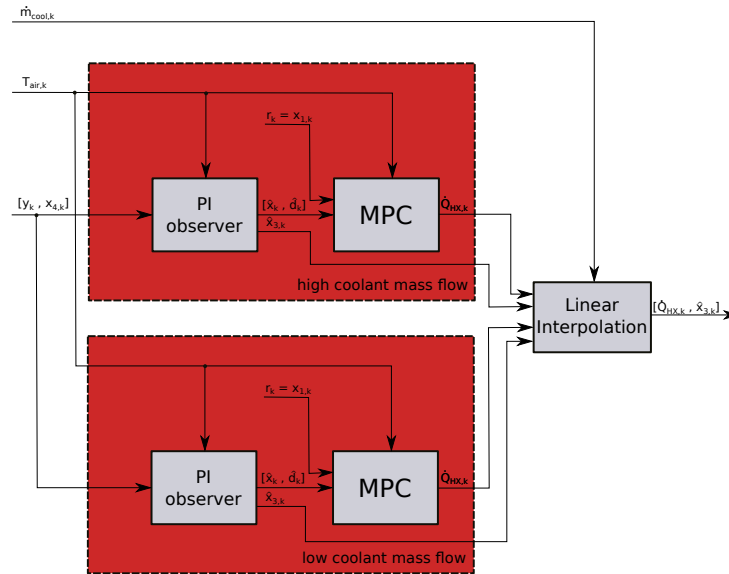 ṁcool,k
Tair,k
rk = x1,k
[yk , x4,k]
PI
observer
[x̂k , d̂k]
x̂3,k
MPC
Q̇HX,k
high coolant mass flow
Linear
Interpolation
[Q̇HX,k , x̂3,k]
rk = x1,k
PI
observer
[x̂k , d̂k]
x̂3,k
MPC
Q̇HX,k
low coolant mass flow